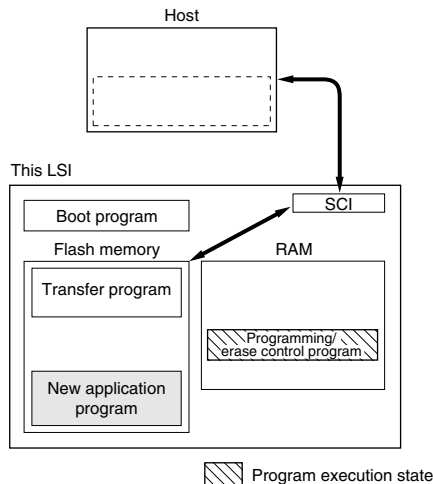 Host
This LSI
SCI
Boot program
Flash memory
RAM
Transfer program
Programming/
erase control program
New application
program
Program execution state